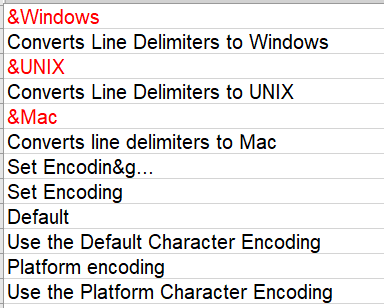 &Windows
Converts Line Delimiters to Windows
&UNIX
Converts Line Delimiters to UNIX
&Mac
Converts line delimiters to Mac
Set Encodin&g...
Set Encoding
Default
Use the Default Character Encoding
Platform encoding
Use the Platform Character Encoding